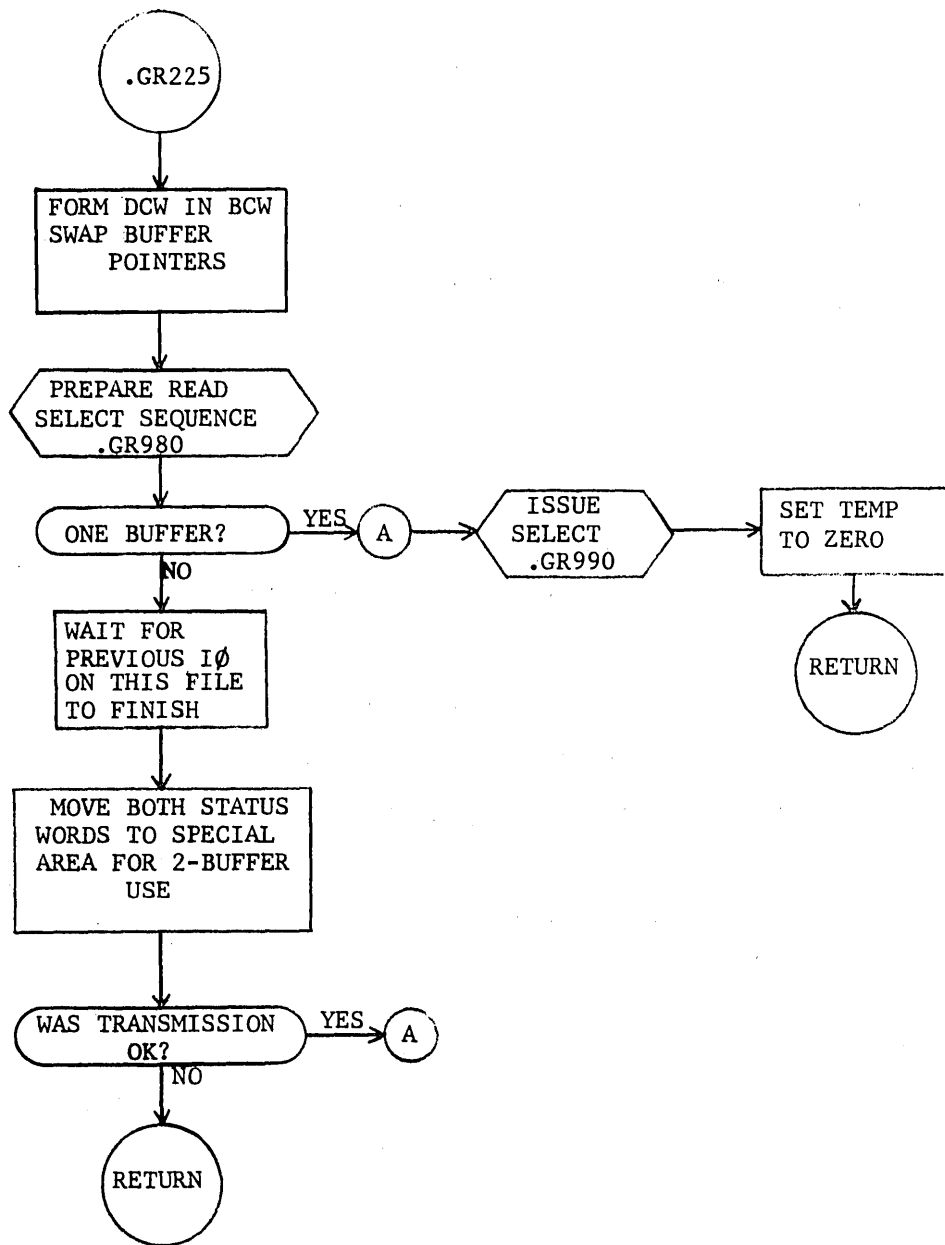 .GR225
FORM DCW IN BCW
SWAP BUFFER
POINTERS
PREPARE READ
SELECT SEQUENCE
.GR980
ONE BUFFER?
YES
A
ISSUE
SELECT
.GR990
SET TEMP
TO ZERO
RETURN
NO
WAIT FOR
PREVIOUS IØ
ON THIS FILE
TO FINISH
MOVE BOTH STATUS
WORDS TO SPECIAL
AREA FOR 2-BUFFER
USE
WAS TRANSMISSION
OK?
YES
A
NO
RETURN